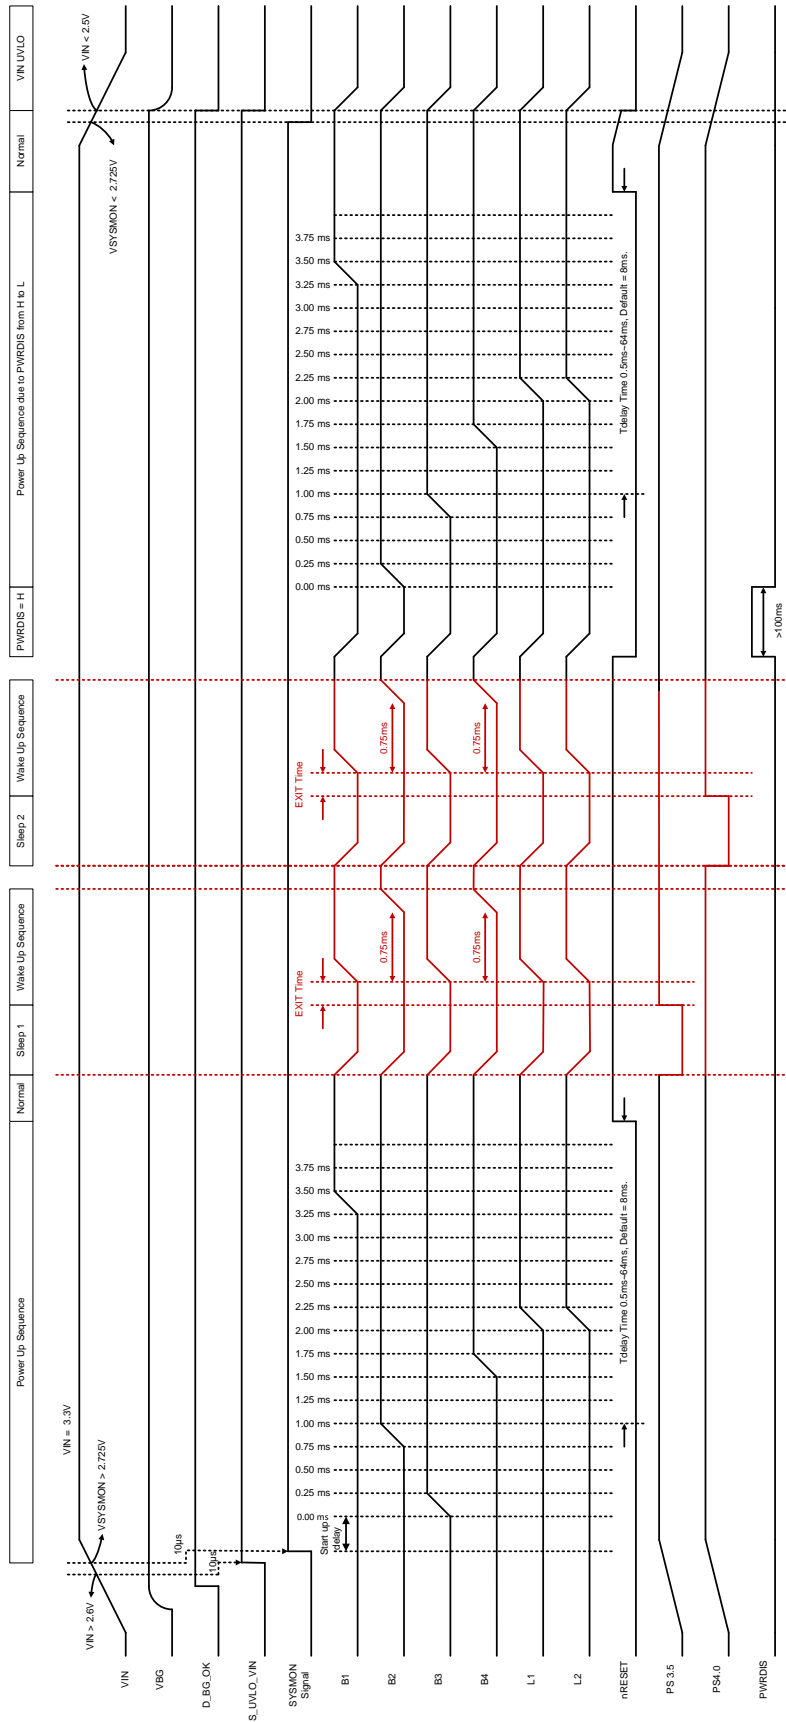 Power Up Sequence
Normal
Sleep 1
Wake Up Sequence
Sleep 2
Wake Up Sequence
PWRDIS = H
Power Up Sequence due to PWRDIS from H to L
Normal
VIN UVLO
VIN = 3.3V
VIN > 2.6V
VSYSMON > 2.725V
VSYSMON < 2.725V
VIN < 2.5V
10µs
10µs
VIN
VBG
D_BG_OK
S_UVLO_VIN
SYSMON
Signal
B1
B2
B3
B4
L1
L2
nRESET
PS 3.5
PS4.0
PWRDIS
Start up
delay
0.00 ms
0.25 ms
0.50 ms
0.75 ms
1.00 ms
1.25 ms
1.50 ms
1.75 ms
2.00 ms
2.25 ms
2.50 ms
2.75 ms
3.00 ms
3.25 ms
3.50 ms
3.75 ms
Tdelay Time 0.5ms~64ms, Default = 8ms.
EXIT Time
0.75ms
0.75ms
EXIT Time
0.75ms
0.75ms
0.00 ms
0.25 ms
0.50 ms
0.75 ms
1.00 ms
1.25 ms
1.50 ms
1.75 ms
2.00 ms
2.25 ms
2.50 ms
2.75 ms
3.00 ms
3.25 ms
3.50 ms
3.75 ms
Tdelay Time 0.5ms~64ms, Default = 8ms.
>100ms